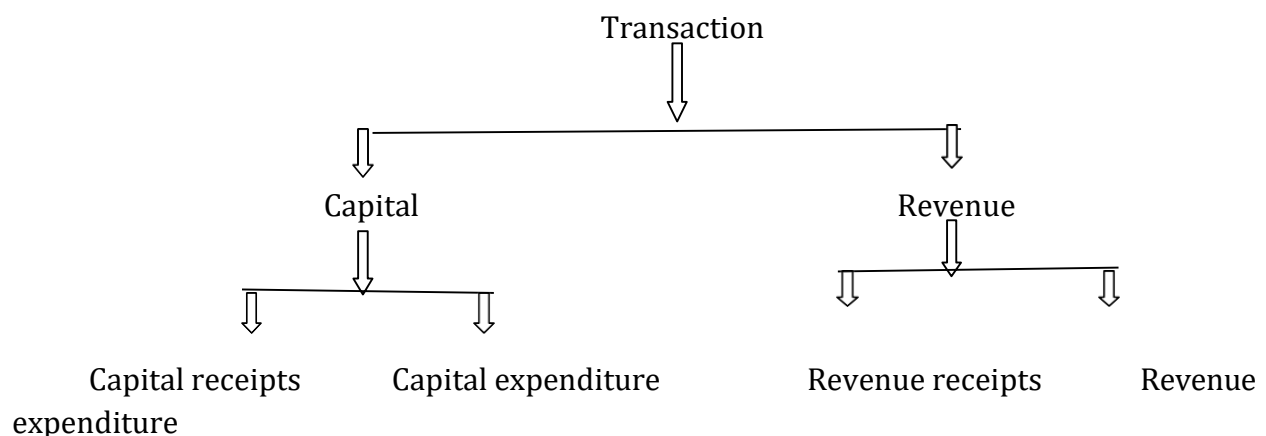 Transaction
Capital Revenue
Capital receipts Capital expenditure Revenue receipts Revenue
expenditure